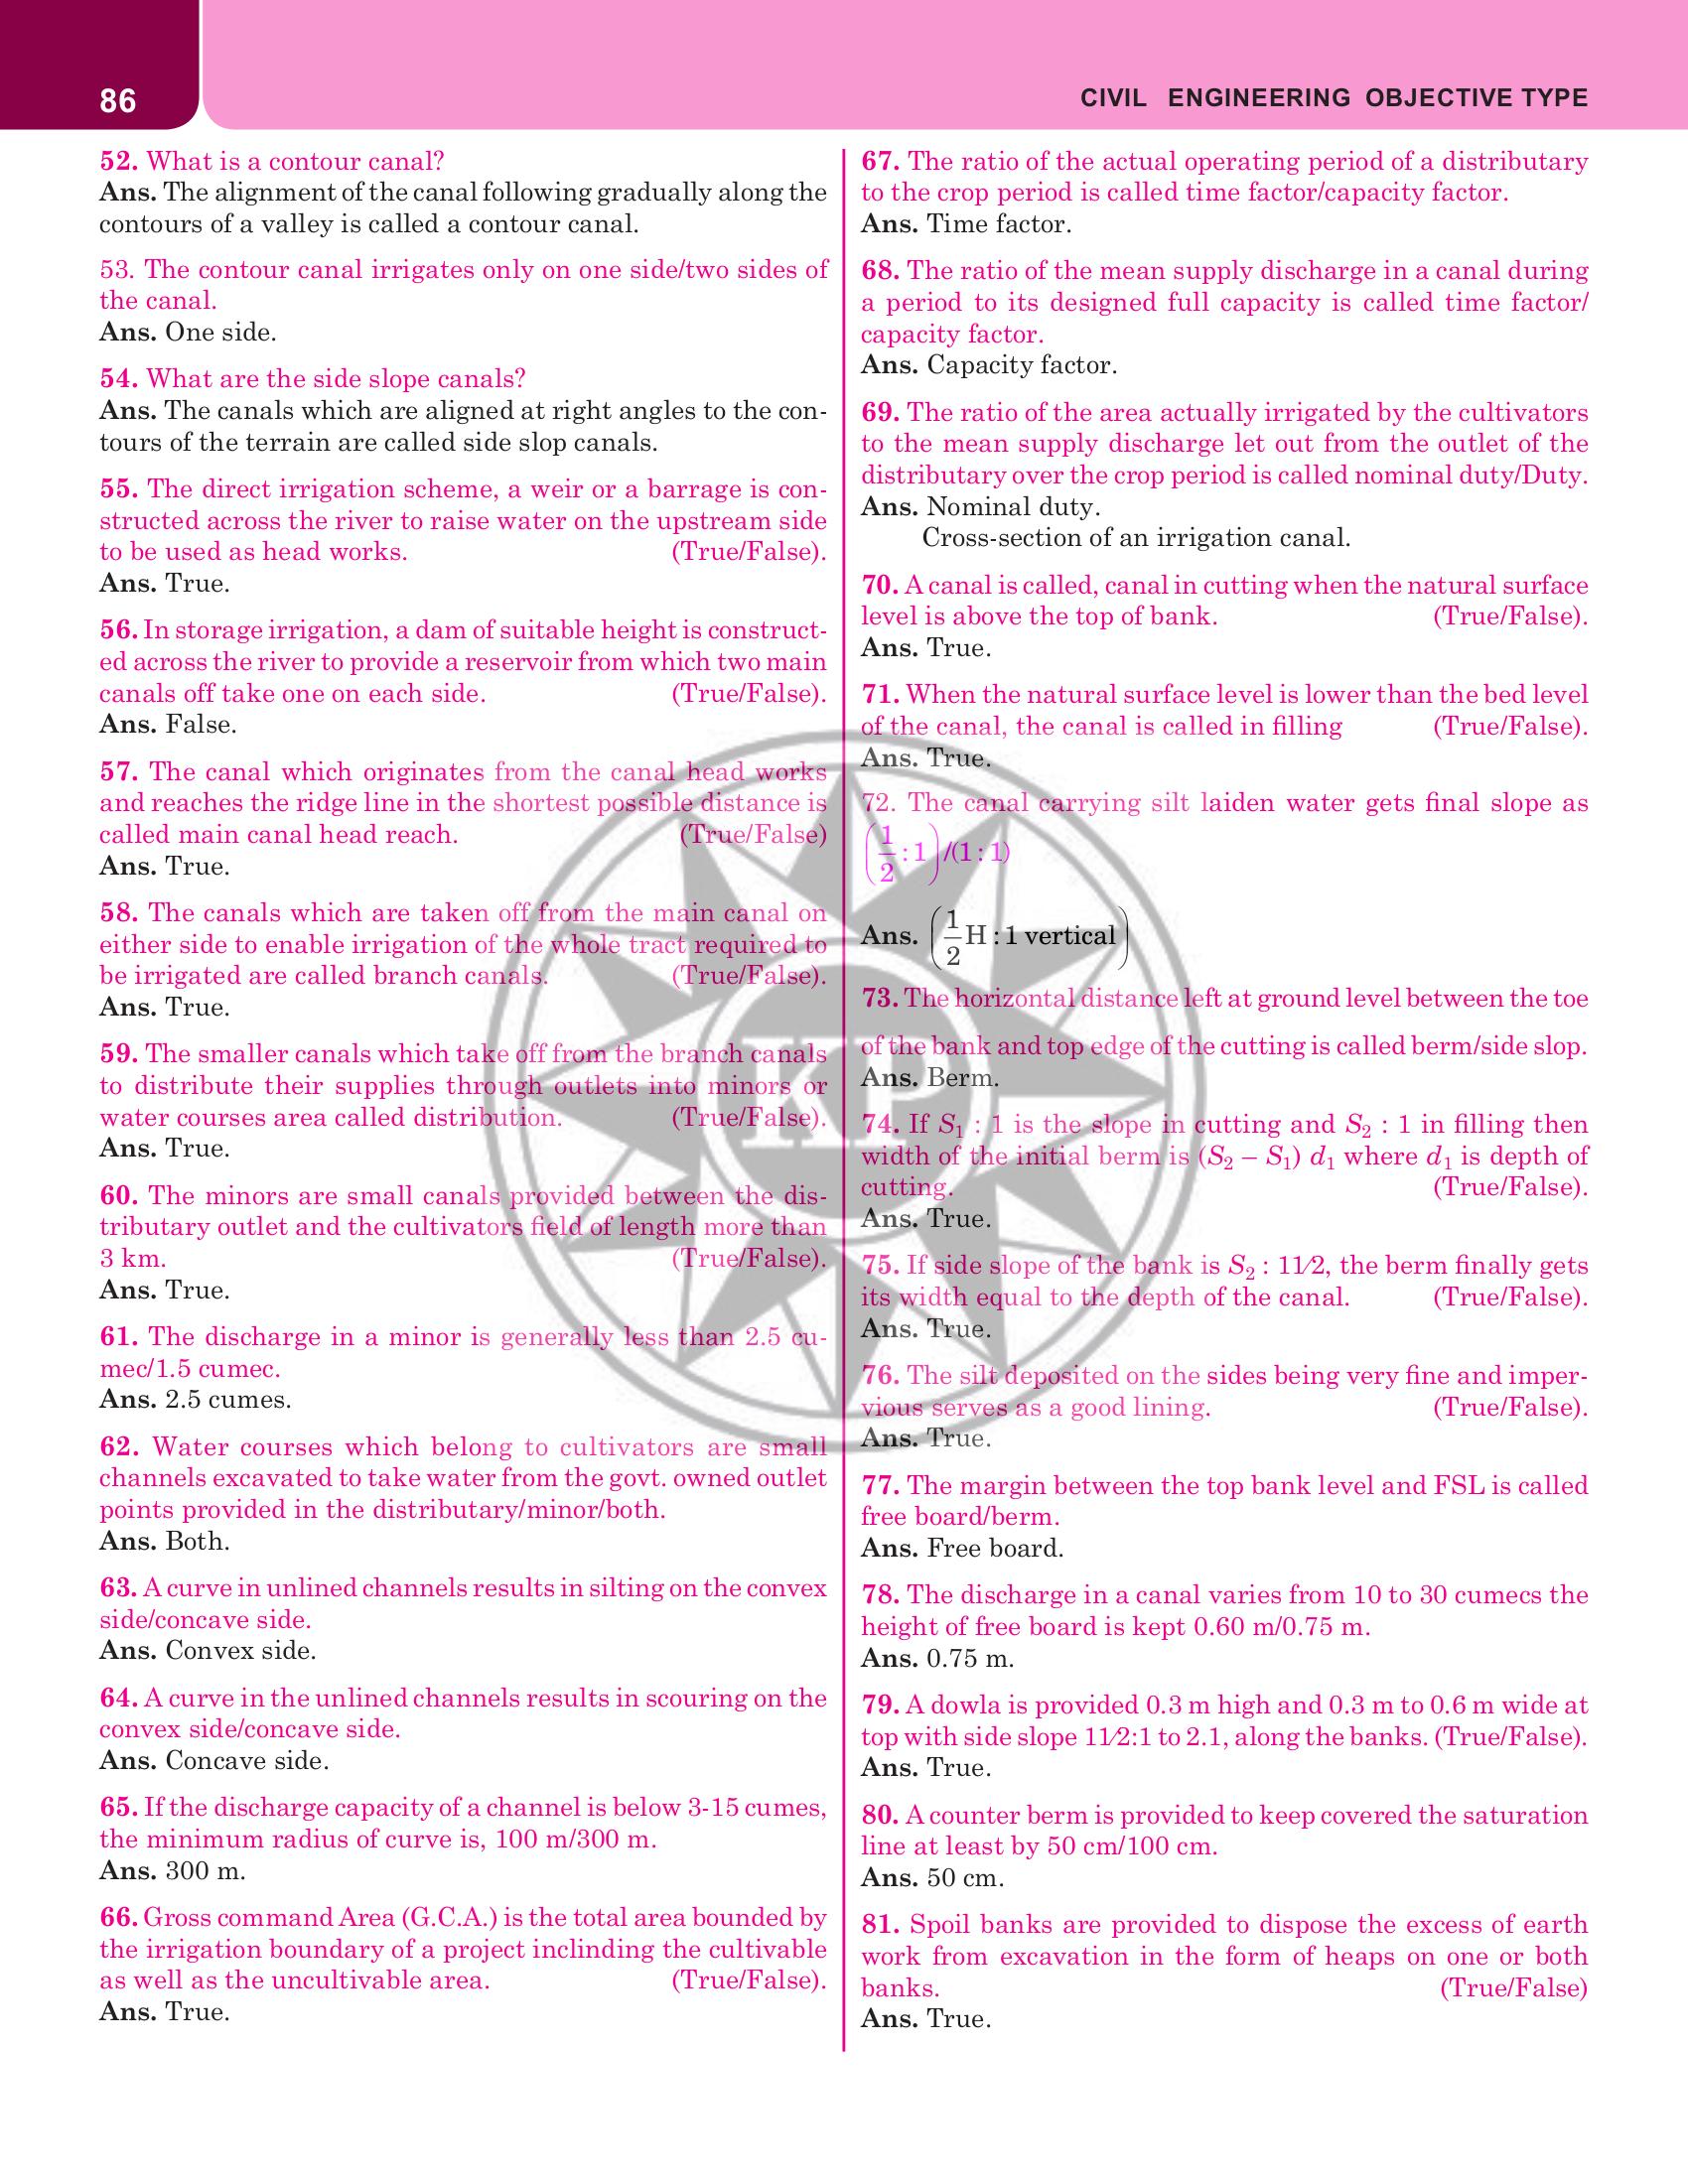 86
CIVIL ENGINEERING OBJECTIVE TYPE
52. What is a contour canal?
Ans. The alignment of the canal following gradually along the
contours of a valley is called a contour canal.
53. The contour canal irrigates only on one side/two sides of
the canal.
Ans. One side.
54. What are the side slope canals?
Ans. The canals which are aligned at right angles to the con-
tours of the terrain are called side slop canals.
55. The direct irrigation scheme, a weir or a barrage is con-
structed across the river to raise water on the upstream side
to be used as head works. (True/False).
Ans. True.
56. In storage irrigation, a dam of suitable height is construct-
ed across the river to provide a reservoir from which two main
canals off take one on each side. (True/False).
Ans. False.
57. The canal which originates from the canal head works
and reaches the ridge line in the shortest possible distance is
called main canal head reach. (True/False)
Ans. True.
58. The canals which are taken off from the main canal on
either side to enable irrigation of the whole tract required to
be irrigated are called branch canals. (True/False).
Ans. True.
59. The smaller canals which take off from the branch canals
to distribute their supplies through outlets into minors or
water courses area called distribution. (True/False).
Ans. True.
60. The minors are small canals provided between the dis-
tributary outlet and the cultivators field of length more than
3 km. (True/False).
Ans. True.
61. The discharge in a minor is generally less than 2.5 cu-
mec/1.5 cumec.
Ans. 2.5 cumes.
62. Water courses which belong to cultivators are small
channels excavated to take water from the govt. owned outlet
points provided in the distributary/minor/both.
Ans. Both.
63. A curve in unlined channels results in silting on the convex
side/concave side.
Ans. Convex side.
64. A curve in the unlined channels results in scouring on the
convex side/concave side.
Ans. Concave side.
65. If the discharge capacity of a channel is below 3-15 cumes,
the minimum radius of curve is, 100 m/300 m.
Ans. 300 m.
66. Gross command Area (G.C.A.) is the total area bounded by
the irrigation boundary of a project inclinding the cultivable
as well as the uncultivable area. (True/False).
Ans. True.
67. The ratio of the actual operating period of a distributary
to the crop period is called time factor/capacity factor.
Ans. Time factor.
68. The ratio of the mean supply discharge in a canal during
a period to its designed full capacity is called time factor/
capacity factor.
Ans. Capacity factor.
69. The ratio of the area actually irrigated by the cultivators
to the mean supply discharge let out from the outlet of the
distributary over the crop period is called nominal duty/Duty.
Ans. Nominal duty.
Cross-section of an irrigation canal.
70. A canal is called, canal in cutting when the natural surface
level is above the top of bank. (True/False).
Ans. True.
71. When the natural surface level is lower than the bed level
of the canal, the canal is called in filling (True/False).
Ans. True.
72. The canal carrying silt laiden water gets final slope as
(1/2 : 1)/(1 : 1)
Ans. (1/2 H : 1 vertical)
73. The horizontal distance left at ground level between the toe
of the bank and top edge of the cutting is called berm/side slop.
Ans. Berm.
74. If S1 : 1 is the slope in cutting and S2 : 1 in filling then
width of the initial berm is (S2 – S1) d1 where d1 is depth of
cutting. (True/False).
Ans. True.
75. If side slope of the bank is S2 : 11⁄2, the berm finally gets
its width equal to the depth of the canal. (True/False).
Ans. True.
76. The silt deposited on the sides being very fine and imper-
vious serves as a good lining. (True/False).
Ans. True.
77. The margin between the top bank level and FSL is called
free board/berm.
Ans. Free board.
78. The discharge in a canal varies from 10 to 30 cumecs the
height of free board is kept 0.60 m/0.75 m.
Ans. 0.75 m.
79. A dowla is provided 0.3 m high and 0.3 m to 0.6 m wide at
top with side slope 11⁄2:1 to 2.1, along the banks. (True/False).
Ans. True.
80. A counter berm is provided to keep covered the saturation
line at least by 50 cm/100 cm.
Ans. 50 cm.
81. Spoil banks are provided to dispose the excess of earth
work from excavation in the form of heaps on one or both
banks. (True/False)
Ans. True.
KP